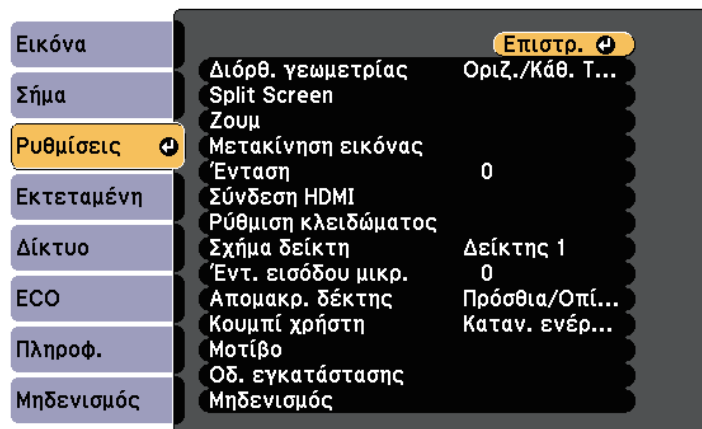 Εικόνα
Σήμα
Ρυθμίσεις
Εκτεταμένη
Δίκτυο
ECO
Πληροφ.
Μηδενισμός
Επιστρ.
Διόρθ. γεωμετρίας Οριζ./Κάθ. Τ...
Split Screen
Ζουμ
Μετακίνηση εικόνας
Ένταση 0
Σύνδεση HDMI
Ρύθμιση κλειδώματος
Σχήμα δείκτη Δείκτης 1
Έντ. εισόδου μικρ. 0
Απομακρ. δέκτης Πρόσθια/Οπί...
Κουμπί χρήστη Καταν. ενέρ...
Μοτίβο
Οδ. εγκατάστασης
Μηδενισμός